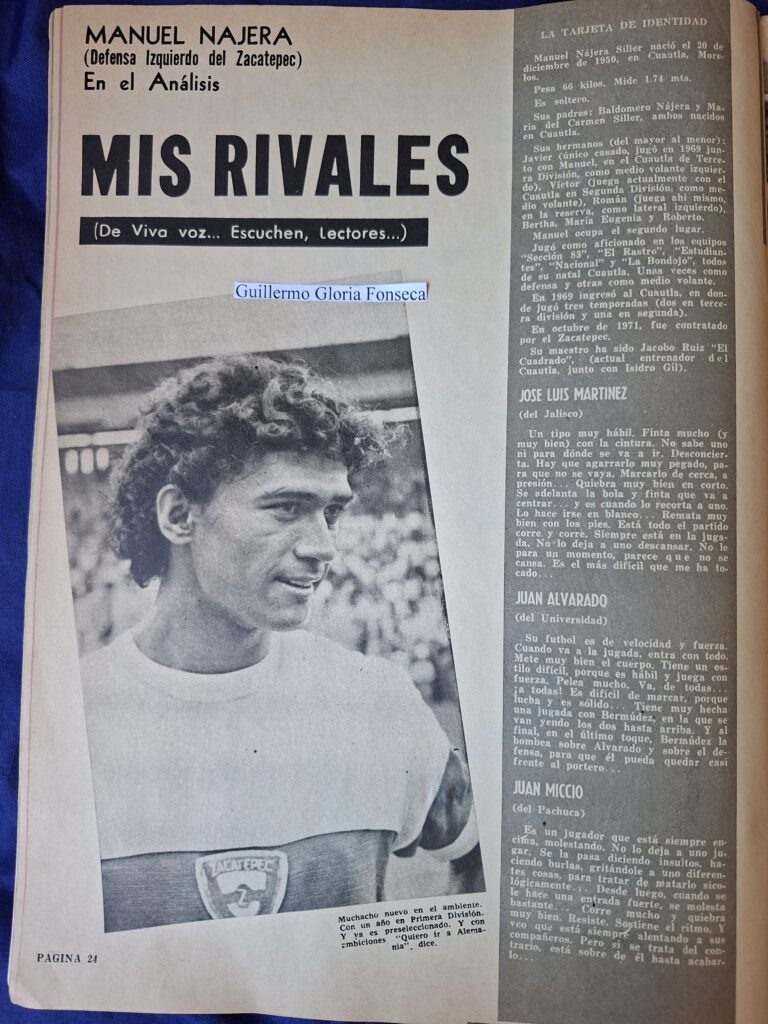 MANUEL NAJERA
(Defensa Izquierdo del Zacatepec)
En el Análisis
MIS RIVALES
(De Viva voz... Escuchen, Lectores...)
Guillermo Gloria Fonseca
ZACATEPEC
Z
Muchacho nuevo en el ambiente.
Con un año en Primera División.
Y ya es preseleccionado. Y con
ambiciones "Quiero ir a Alema-
nia", dice.
PAGINA 24
LA TARJETA DE IDENTIDAD
Manuel Nájera Siller nació el 20 de
diciembre de 1950, en Cuautla, More-
los.
Pesa 66 kilos. Mide 1.74 mts.
Es soltero.
Sus padres: Baldomero Nájera y Ma-
ría del Carmen Siller, ambos nacidos
en Cuautla.
Sus hermanos (del mayor al menor):
Javier (único casado, jugó en 1969 jun-
to con Manuel, en el Cuautla de Terce-
ra División, como medio volante izquier-
do), Víctor (juega actualmente con el
Cuautla en Segunda División, como me-
dio volante), Román (juega ahí mismo,
en la reserva, como lateral izquierdo),
Bertha, María Eugenia y Roberto.
Manuel ocupa el segundo lugar.
Jugó como aficionado en los equipos
"Sección 83", "El Rastro", "Estudian-
tes", "Nacional" y "La Bondojo", todos
de su natal Cuautla. Unas veces como
defensa y otras como medio volante.
En 1969 ingresó al Cuautla, en don-
de jugó tres temporadas (dos en terce-
ra división y una en segunda).
En octubre de 1971, fue contratado
por el Zacatepec.
Su maestro ha sido Jacobo Ruiz "El
Cuadrado", (actual entrenador del
Cuautla, junto con Isidro Gil).
JOSE LUIS MARTINEZ
(del Jalisco)
Un tipo muy hábil. Finta mucho (y
muy bien) con la cintura. No sabe uno
ni para dónde se va a ir. Desconcier-
ta. Hay que agarrarlo muy pegado, pa-
ra que no se vaya. Marcarlo de cerca, a
presión... Quiebra muy bien en corto.
Se adelanta la bola y finta que va a
centrar... y es cuando lo recorta a uno.
Lo hace irse en blanco... Remata muy
bien con los pies. Está todo el partido
corre y corre. Siempre está en la juga-
da. No lo deja a uno descansar. No le
para un momento, parece que no se
cansa. Es el más difícil que me ha to-
cado...
JUAN ALVARADO
(del Universidad)
Su futbol es de velocidad y fuerza.
Cuando va a la jugada, entra con todo.
Mete muy bien el cuerpo. Tiene un es-
tilo difícil, porque es hábil y juega con
fuerza. Pelea mucho. Va, de todas...
¡a todas! Es difícil de marcar, porque
lucha y es sólido... Tiene muy hecha
una jugada con Bermúdez, en la que se
van yendo los dos hasta arriba. Y al
final, en el último toque, Bermúdez la
bombea sobre Alvarado y sobre el de-
fensa, para que él pueda quedar casi
frente al portero...
JUAN MICCIO
(del Pachuca)
Es un jugador que está siempre en-
cima, molestando. No lo deja a uno ju-
gar. Se la pasa diciendo insultos, ha-
ciendo burlas, gritándole a uno diferen-
tes cosas, para tratar de matarlo sico-
lógicamente... Desde luego, cuando se
le hace una entrada fuerte, se molesta
bastante... Corre mucho y quiebra
muy bien. Resiste. Sostiene el ritmo. Y
veo que está siempre alentando a sus
compañeros. Pero si se trata del con-
trario, está sobre de él hasta acabar-
lo...